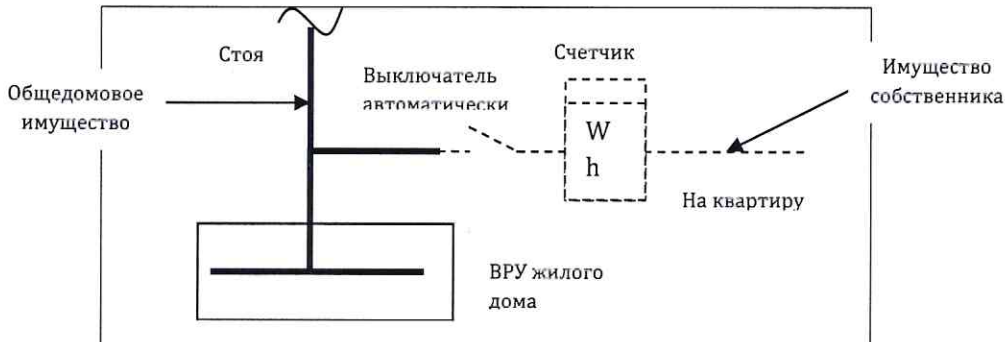 Стоя
Счетчик
Общедомовое
имущество
Выключатель
автоматически
Имущество
собственника
W
h
На квартиру
ВРУ жилого
дома